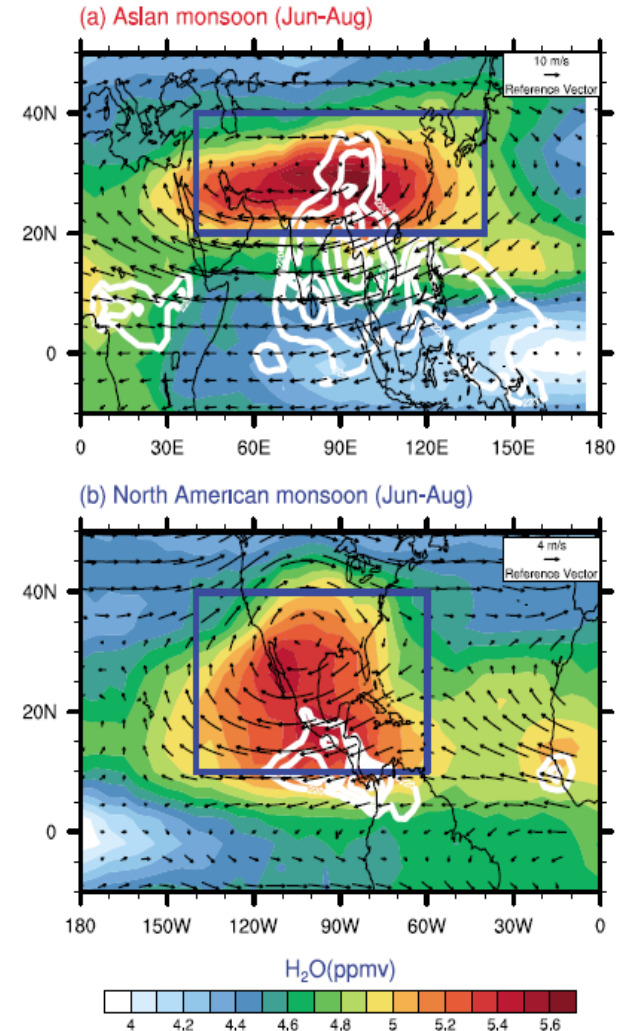 (a) Asian monsoon (Jun-Aug)
10 m/s
Reference Vector
40N
20N
0
0 30E 60E 90E 120E 150E 180
(b) North American monsoon (Jun-Aug)
4 m/s
Reference Vector
40N
20N
0
180 150W 120W 90W 60W 30W 0
H₂O(ppmv)
4 4.2 4.4 4.6 4.8 5 5.2 5.4 5.6